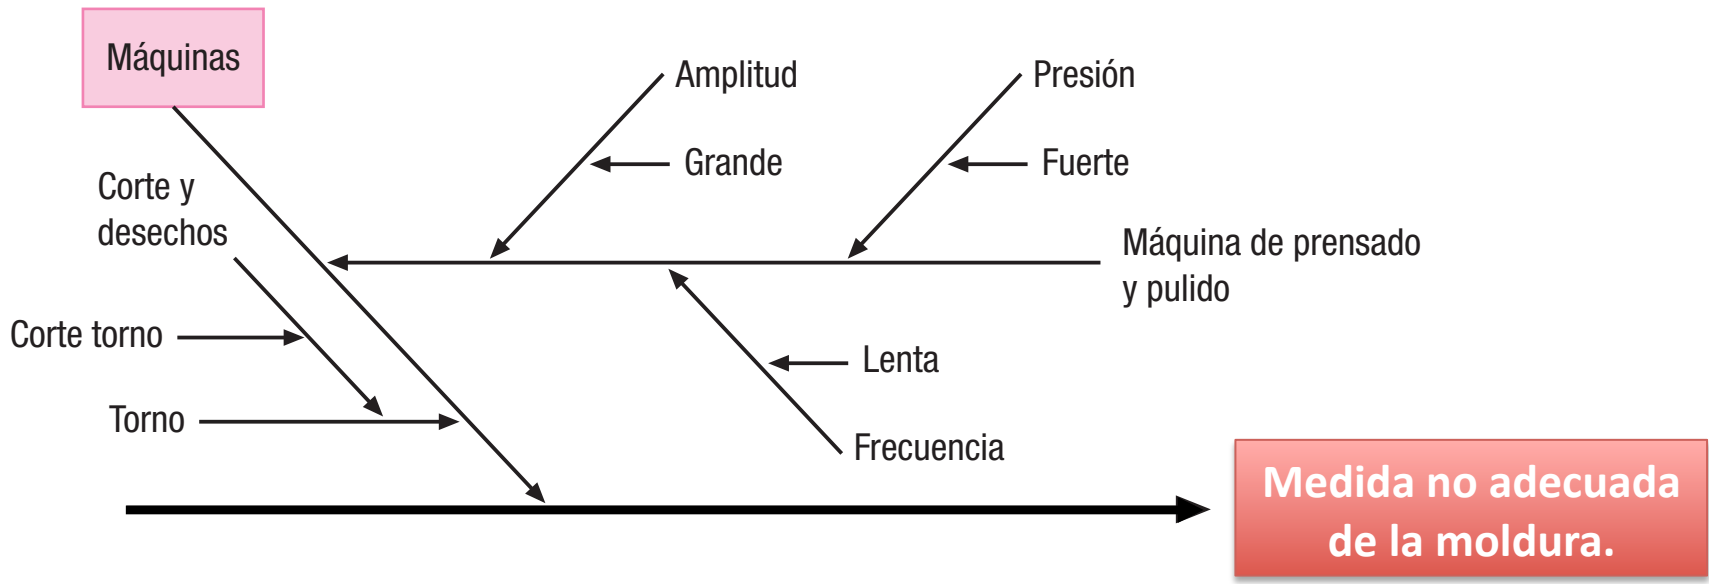 Máquinas
Amplitud
Presión
Grande
Fuerte
Corte y
desechos
Máquina de prensado
y pulido
Corte torno
Lenta
Torno
Frecuencia
Medida no adecuada
de la moldura.